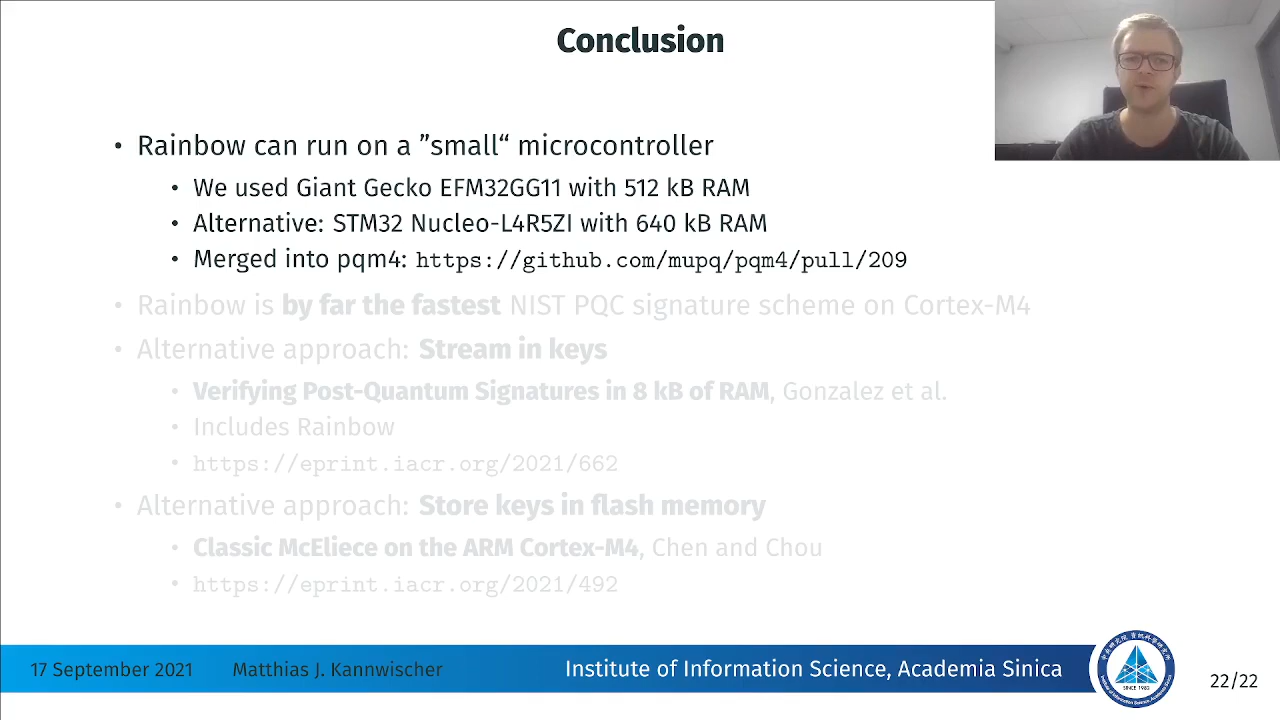 Conclusion
• Rainbow can run on a ”small“ microcontroller
• We used Giant Gecko EFM32GG11 with 512 kB RAM
• Alternative: STM32 Nucleo-L4R5ZI with 640 kB RAM
• Merged into pqm4: https://github.com/mupq/pqm4/pull/209
• Rainbow is by far the fastest NIST PQC signature scheme on Cortex-M4
• Alternative approach: Stream in keys
• Verifying Post-Quantum Signatures in 8 kB of RAM, Gonzalez et al.
• Includes Rainbow
• https://eprint.iacr.org/2021/662
• Alternative approach: Store keys in flash memory
• Classic McEliece on the ARM Cortex-M4, Chen and Chou
• https://eprint.iacr.org/2021/492
17 September 2021 Matthias J. Kannwischer Institute of Information Science, Academia Sinica
SINCE 1982
22/22